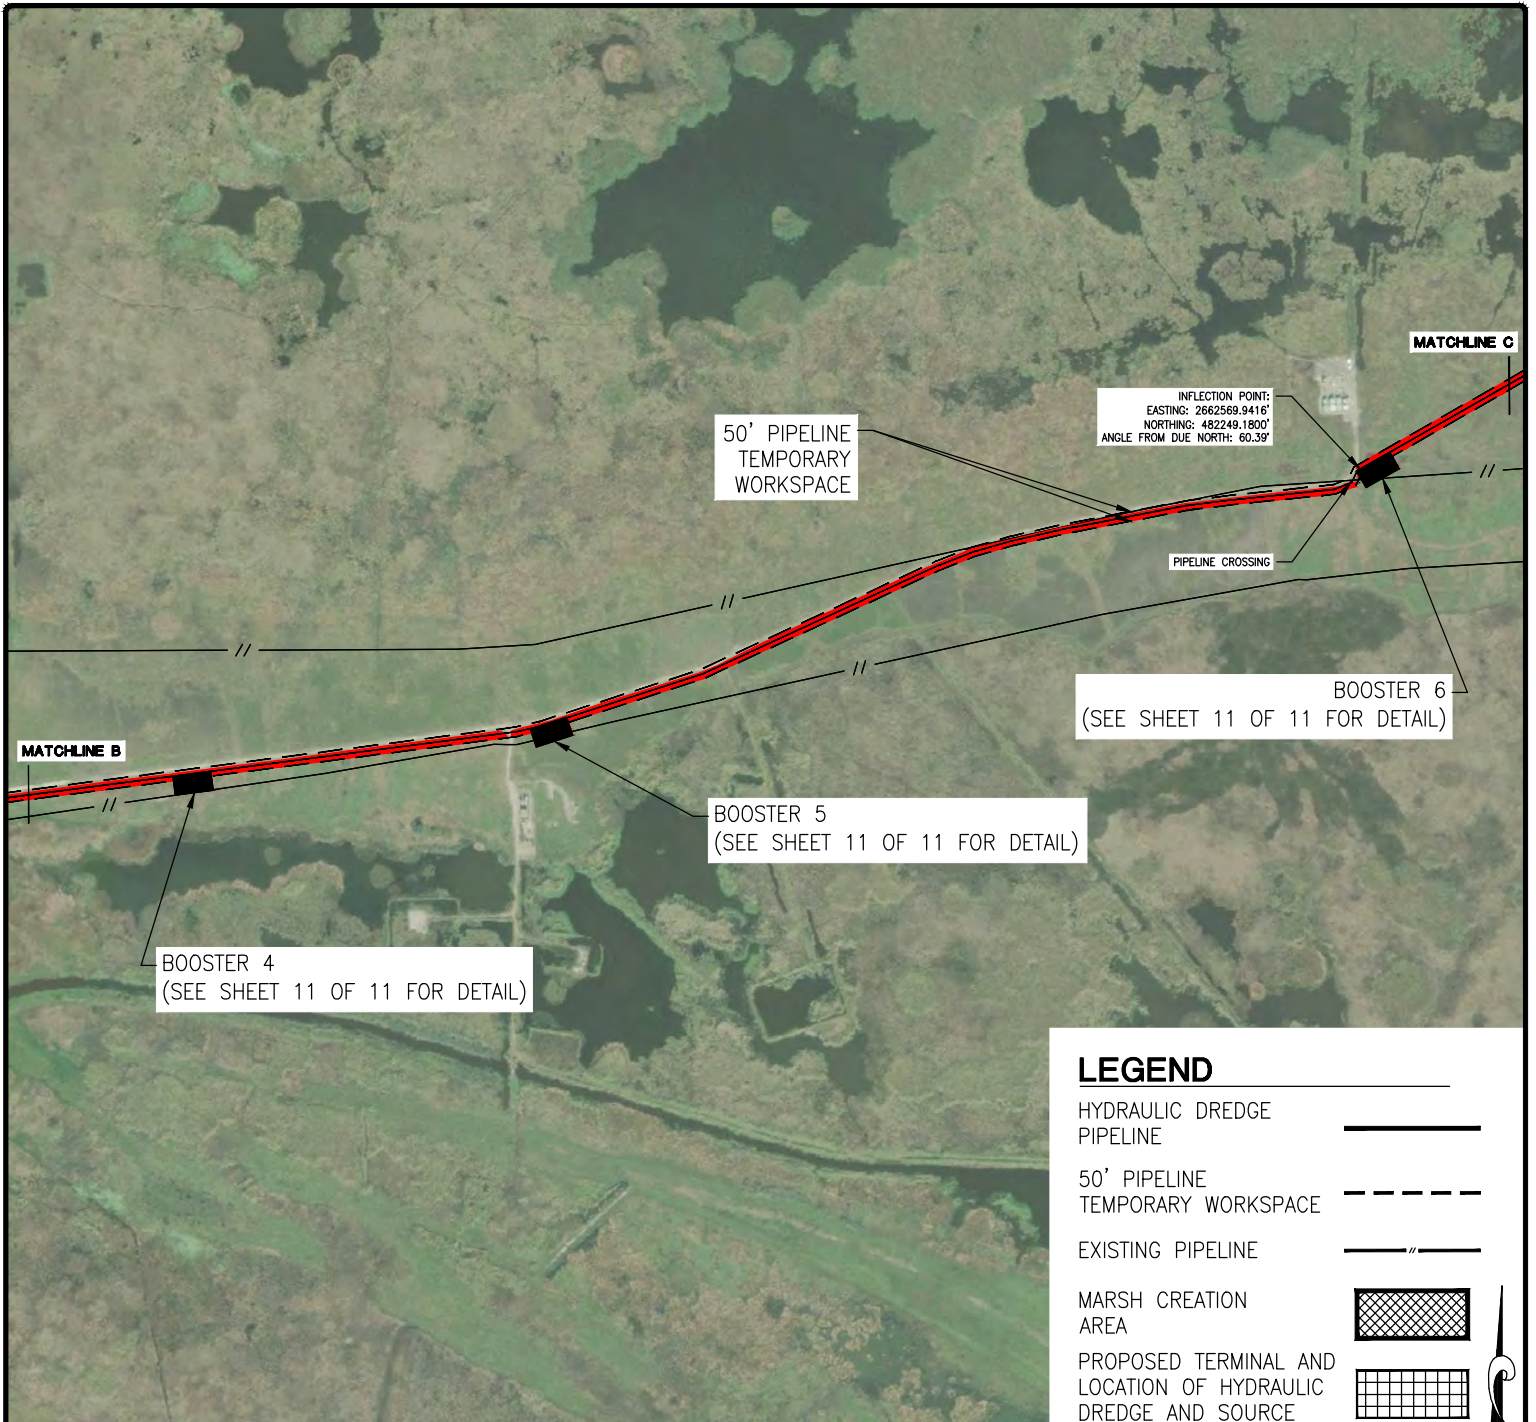 MATCHLINE C
INFLECTION POINT:
EASTING: 2662569.9416'
NORTHING: 482249.1800'
ANGLE FROM DUE NORTH: 60.39'
50' PIPELINE
TEMPORARY
WORKSPACE
PIPELINE CROSSING
BOOSTER 6
(SEE SHEET 11 OF 11 FOR DETAIL)
MATCHLINE B
BOOSTER 5
(SEE SHEET 11 OF 11 FOR DETAIL)
BOOSTER 4
(SEE SHEET 11 OF 11 FOR DETAIL)
LEGEND
HYDRAULIC DREDGE
PIPELINE
50' PIPELINE
TEMPORARY WORKSPACE
EXISTING PIPELINE
MARSH CREATION
AREA
PROPOSED TERMINAL AND
LOCATION OF HYDRAULIC
DREDGE AND SOURCE